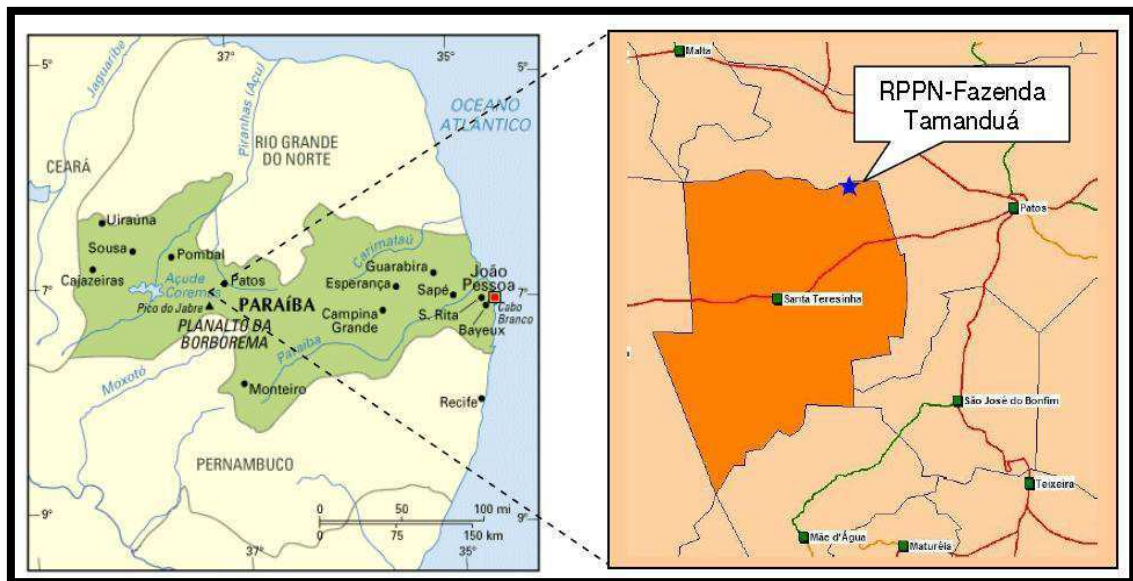 37°
35°
5°
5°
Jaguaribe
Piranhas (Açu)
OCEANO
ATLÂNTICO
RIO GRANDE
DO NORTE
CEARÁ
Uiraúna
Sousa
Pombal
Cajazeiras
Açude
Coremas
Patos
Pico do Jabre
PARAÍBA
PLANALTO DA
BORBOREMA
Carimataú
Guarabira
Esperança
Sapé
João
Pessoa
7°
7°
Campina
Grande
S. Rita
Cabo
Branco
Bayeux
Paraíba
Moxotó
Monteiro
Recife
PERNAMBUCO
0 50 100 mi
0 75 150 km
9°
9°
37°
35°
Malta
RPPN-Fazenda
Tamanduá
Patos
Santa Teresinha
São José do Bonfim
Teixeira
Mãe d'Água
Maturéia